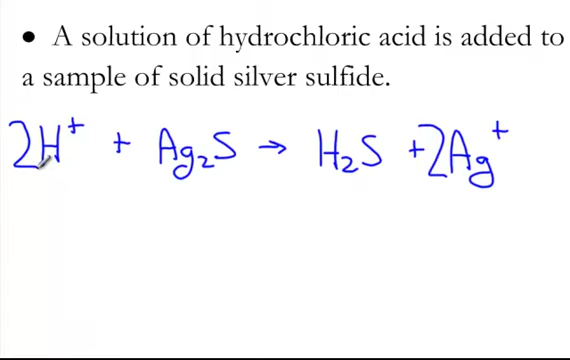 • A solution of hydrochloric acid is added to
a sample of solid silver sulfide.
2H⁺ + Ag₂S → H₂S + 2Ag⁺